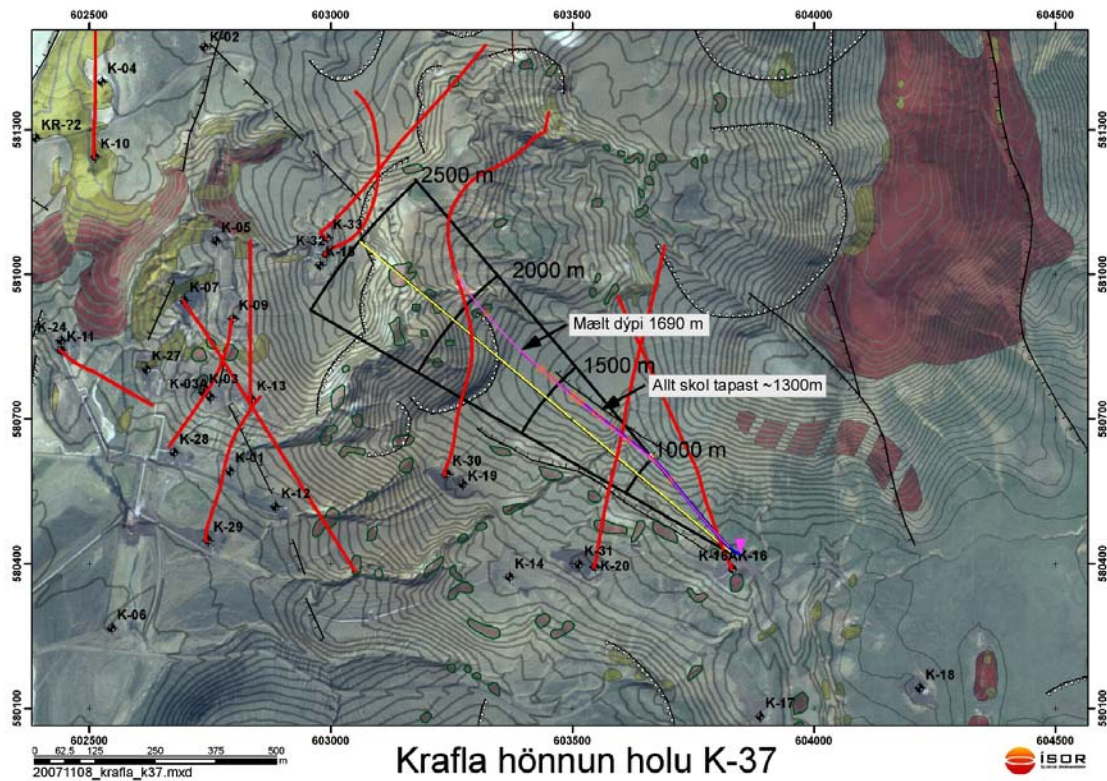 602500 603000 603500 604000 604500
581300
581000
580700
580400
580100
581300
581000
580700
580400
580100
K-02
K-04
KR-?2
K-10
2500 m
K-05
K-33
K-32
K-15
K-07
2000 m
K-09
K-24
K-11
Mælt dýpi 1690 m
K-27
1500 m
K-03A
K-03
K-13
Allt skol tapast ~1300m
K-28
1000 m
K-01
K-30
K-19
K-12
K-29
K-16A
K-16
K-31
K-20
K-14
K-06
K-18
K-17
602500 603000 603500 604000 604500
0 62.5 125 250 375 500
m
20071108_krafla_k37.mxd
Krafla hönnun holu K-37
ÍSOR